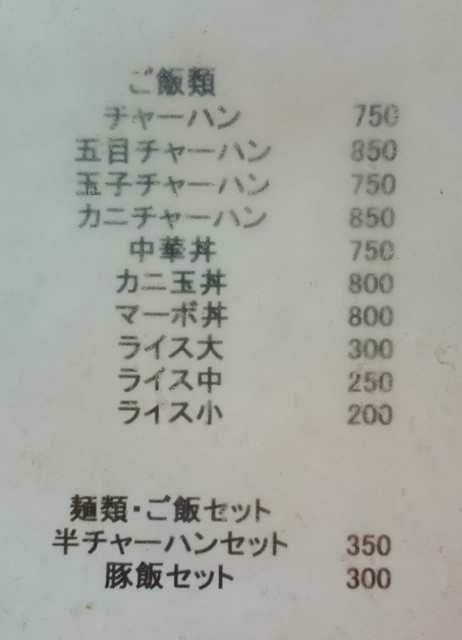 ご飯類
チャーハン 750
五目チャーハン 850
玉子チャーハン 750
カニチャーハン 850
中華丼 750
カニ玉丼 800
マーボ丼 800
ライス大 300
ライス中 250
ライス小 200
麺類・ご飯セット
半チャーハンセット 350
豚飯セット 300